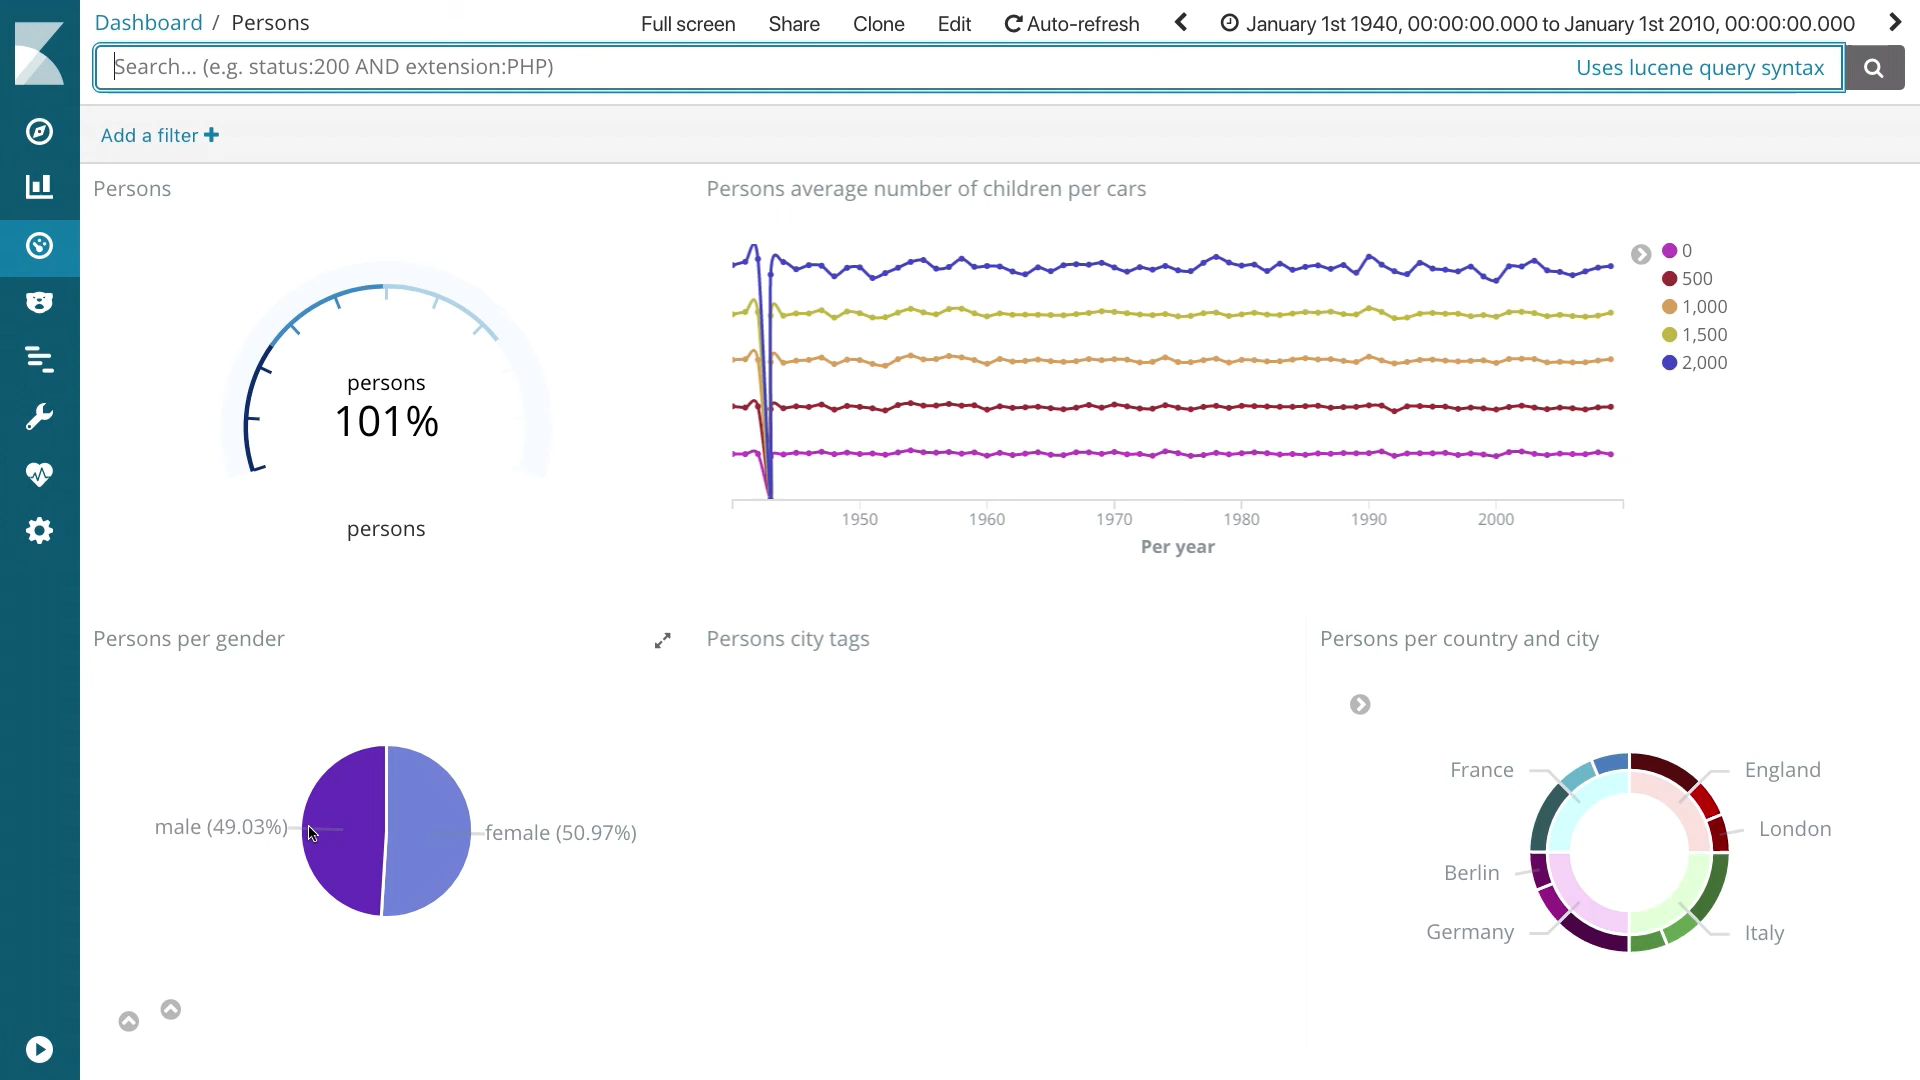 Dashboard / Persons
Full screen Share Clone Edit Auto-refresh January 1st 1940, 00:00:00.000 to January 1st 2010, 00:00:00.000
Search... (e.g. status:200 AND extension:PHP)
Uses lucene query syntax
Add a filter
Persons
persons
101%
persons
Persons average number of children per cars
0
500
1,000
1,500
2,000
1950 1960 1970 1980 1990 2000
Per year
Persons per gender
male (49.03%)
female (50.97%)
Persons city tags
Persons per country and city
France
England
London
Berlin
Germany
Italy